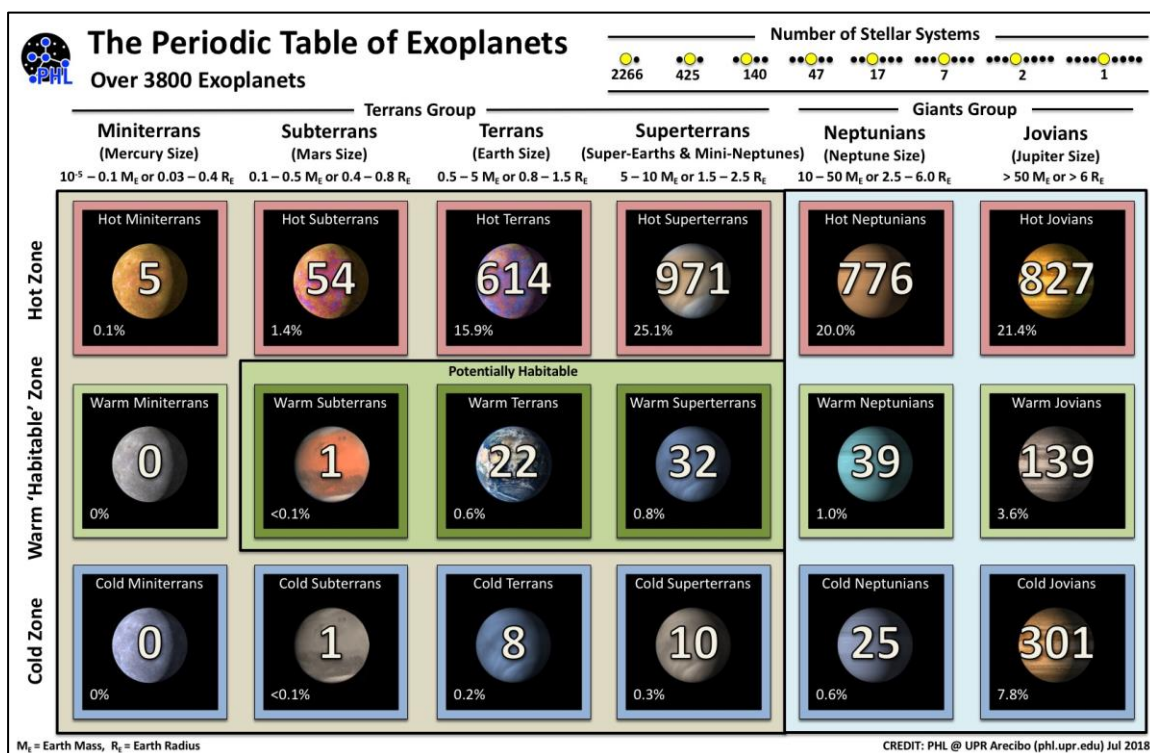 PHL
The Periodic Table of Exoplanets
Over 3800 Exoplanets
Number of Stellar Systems
2266 425 140 47 17 7 2 1
Terrans Group Giants Group
Miniterrans Subterrans Terrans Superterrans Neptunians Jovians
(Mercury Size) (Mars Size) (Earth Size) (Super-Earths & Mini-Neptunes) (Neptune Size) (Jupiter Size)
10⁻⁵ – 0.1 M_E or 0.03 – 0.4 R_E 0.1 – 0.5 M_E or 0.4 – 0.8 R_E 0.5 – 5 M_E or 0.8 – 1.5 R_E 5 – 10 M_E or 1.5 – 2.5 R_E 10 – 50 M_E or 2.5 – 6.0 R_E > 50 M_E or > 6 R_E
Hot Zone
Hot Miniterrans Hot Subterrans Hot Terrans Hot Superterrans Hot Neptunians Hot Jovians
5 54 614 971 776 827
0.1% 1.4% 15.9% 25.1% 20.0% 21.4%
Warm 'Habitable' Zone
Potentially Habitable
Warm Miniterrans Warm Subterrans Warm Terrans Warm Superterrans Warm Neptunians Warm Jovians
0 1 22 32 39 139
0% <0.1% 0.6% 0.8% 1.0% 3.6%
Cold Zone
Cold Miniterrans Cold Subterrans Cold Terrans Cold Superterrans Cold Neptunians Cold Jovians
0 1 8 10 25 301
0% <0.1% 0.2% 0.3% 0.6% 7.8%
M_E = Earth Mass, R_E = Earth Radius
CREDIT: PHL @ UPR Arecibo (phl.upr.edu) Jul 2018